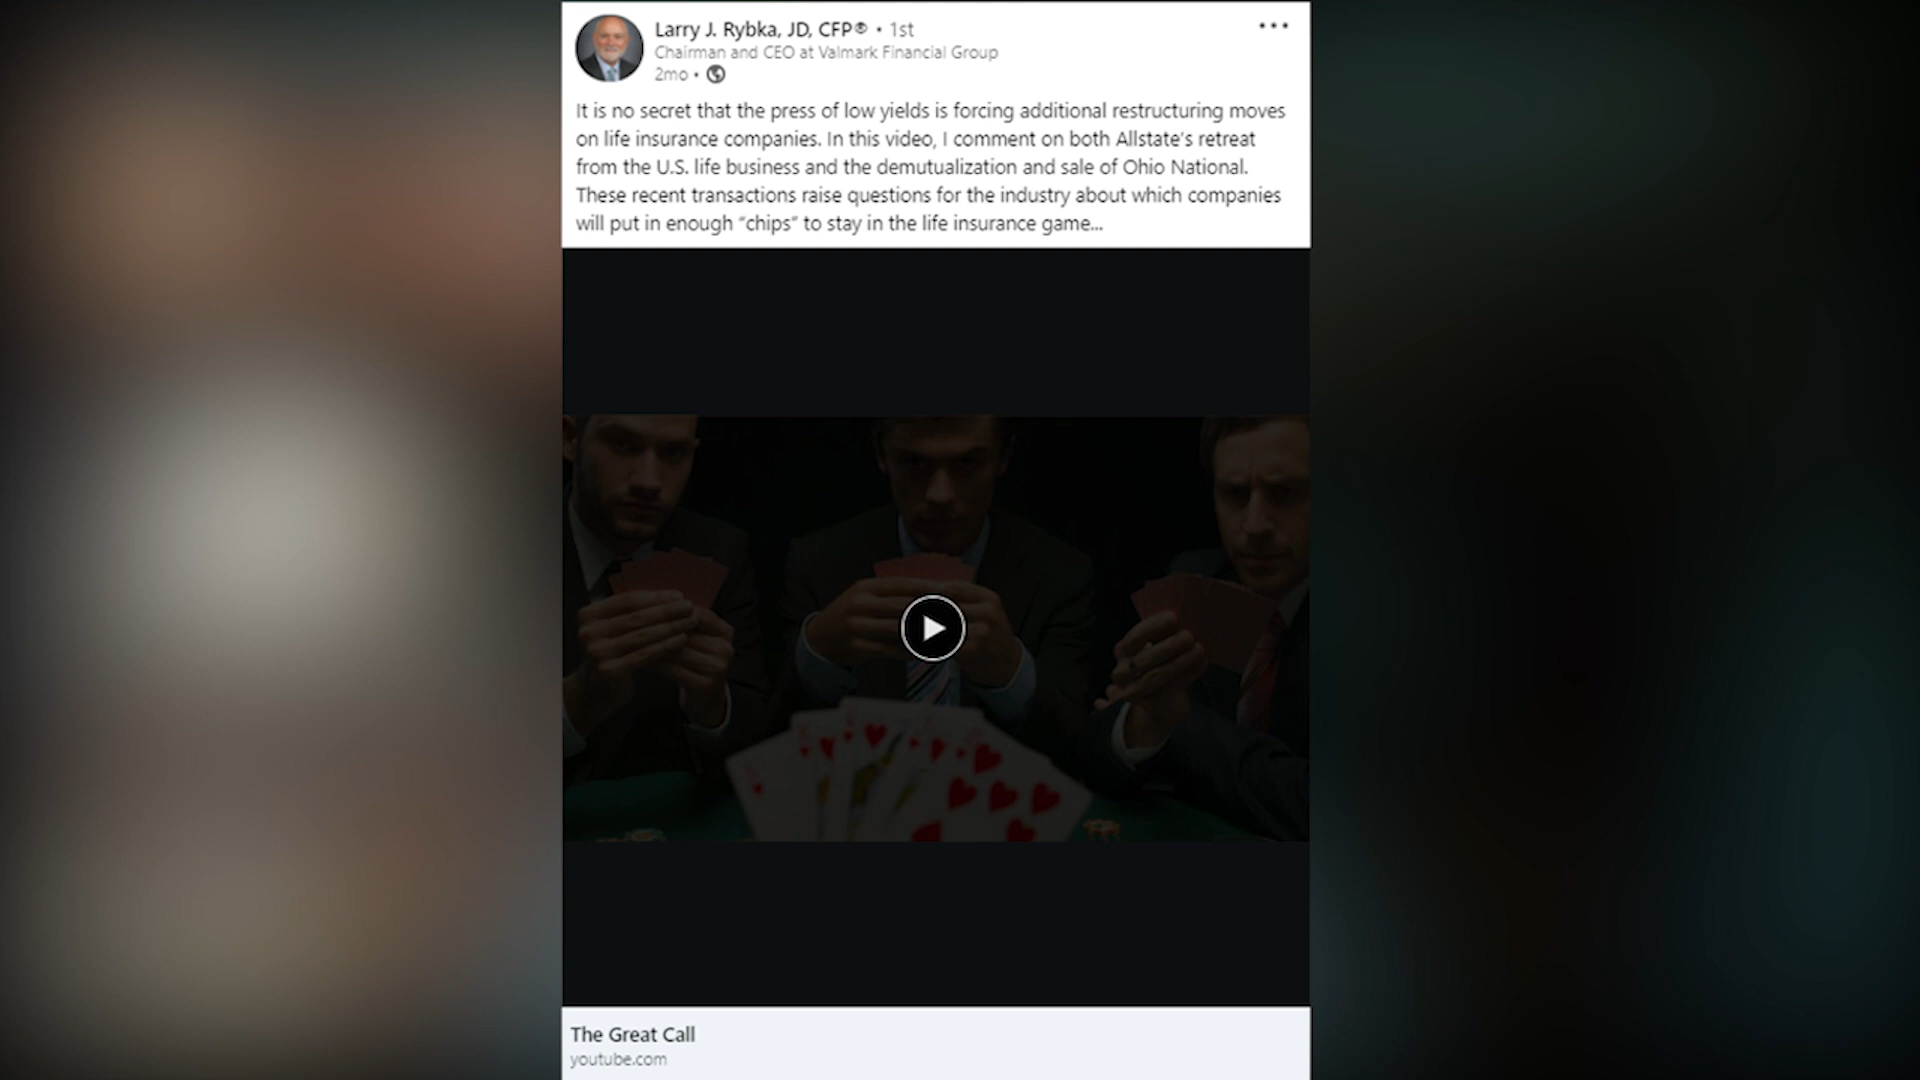 Larry J. Rybka, JD, CFP® • 1st
Chairman and CEO at Valmark Financial Group
2mo •
It is no secret that the press of low yields is forcing additional restructuring moves
on life insurance companies. In this video, I comment on both Allstate's retreat
from the U.S. life business and the demutualization and sale of Ohio National.
These recent transactions raise questions for the industry about which companies
will put in enough "chips" to stay in the life insurance game...
The Great Call
youtube.com